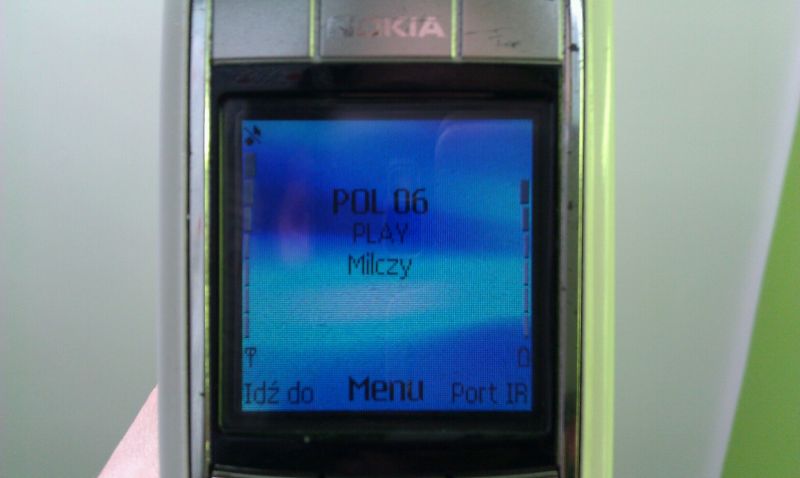 NOKIA
POL 06
PLAY
Milczy
Idź do Menu Port IR